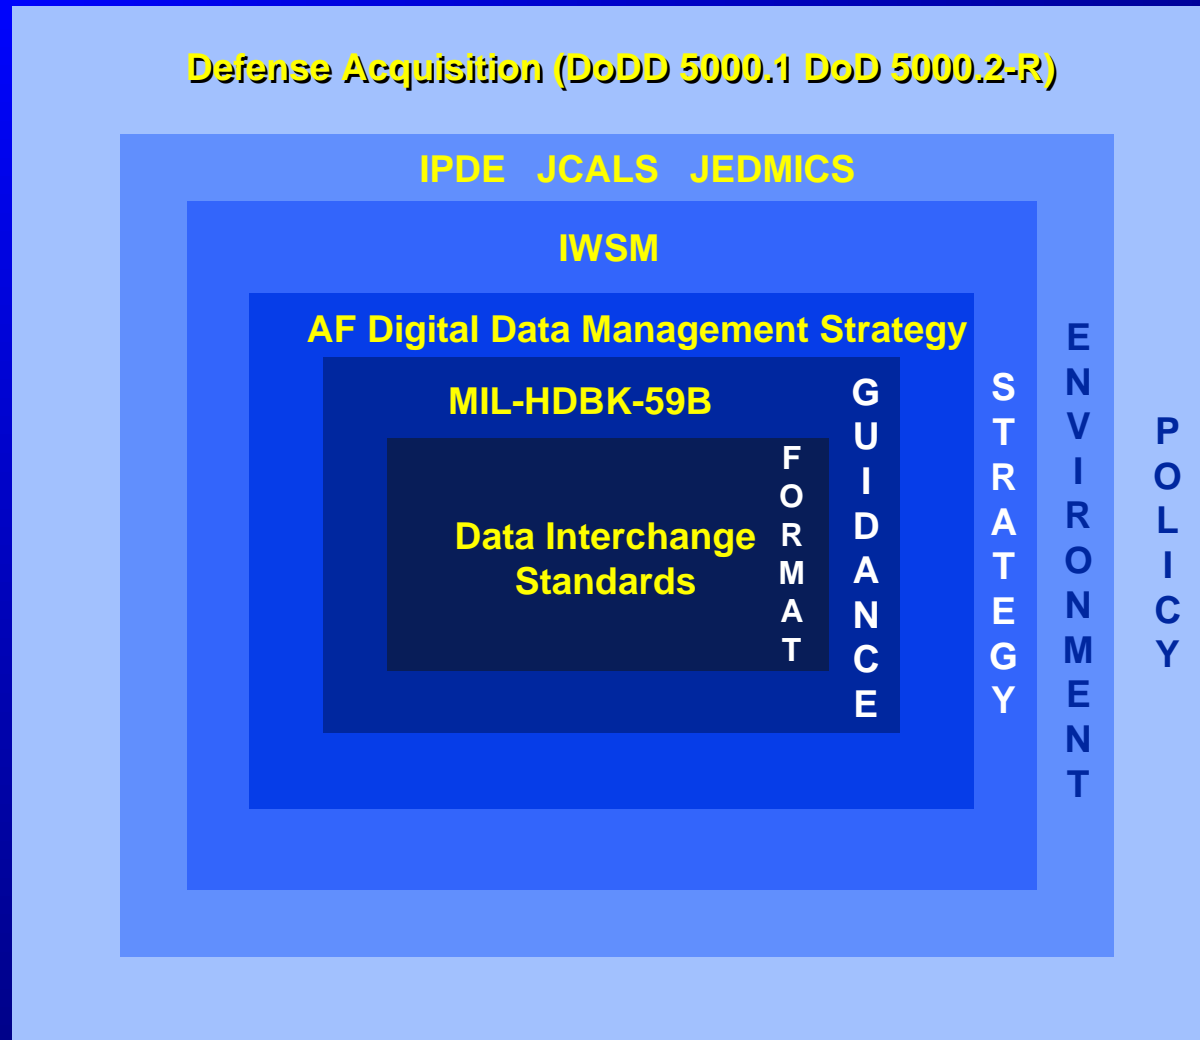 Defense Acquisition (DoDD 5000.1 DoD 5000.2-R)
IPDE JCALS JEDMICS
IWSM
AF Digital Data Management Strategy
MIL-HDBK-59B
Data Interchange
Standards
FORMAT
GUIDANCE
STRATEGY
ENVIRONMENT
POLICY